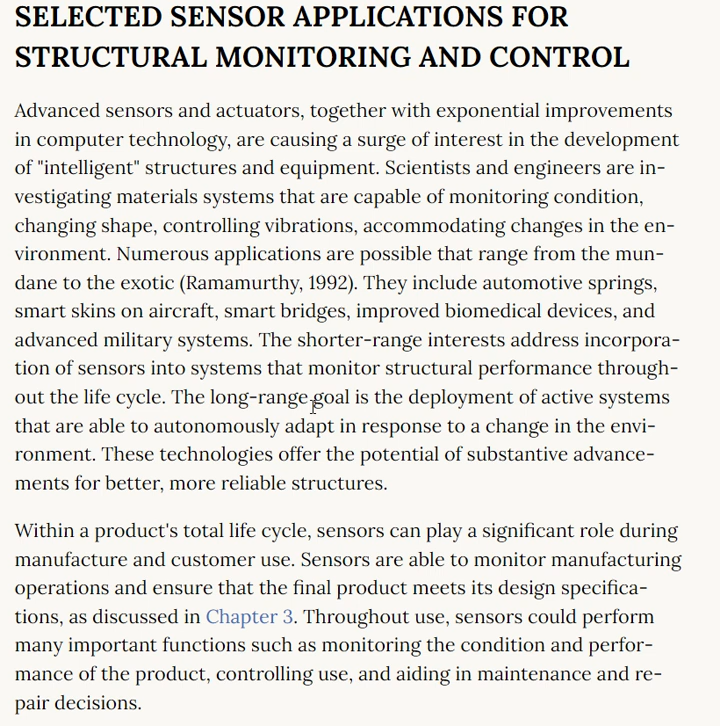 SELECTED SENSOR APPLICATIONS FOR
STRUCTURAL MONITORING AND CONTROL
Advanced sensors and actuators, together with exponential improvements
in computer technology, are causing a surge of interest in the development
of "intelligent" structures and equipment. Scientists and engineers are in-
vestigating materials systems that are capable of monitoring condition,
changing shape, controlling vibrations, accommodating changes in the en-
vironment. Numerous applications are possible that range from the mun-
dane to the exotic (Ramamurthy, 1992). They include automotive springs,
smart skins on aircraft, smart bridges, improved biomedical devices, and
advanced military systems. The shorter-range interests address incorpora-
tion of sensors into systems that monitor structural performance through-
out the life cycle. The long-range goal is the deployment of active systems
that are able to autonomously adapt in response to a change in the envi-
ronment. These technologies offer the potential of substantive advance-
ments for better, more reliable structures.
Within a product's total life cycle, sensors can play a significant role during
manufacture and customer use. Sensors are able to monitor manufacturing
operations and ensure that the final product meets its design specifica-
tions, as discussed in Chapter 3. Throughout use, sensors could perform
many important functions such as monitoring the condition and perfor-
mance of the product, controlling use, and aiding in maintenance and re-
pair decisions.